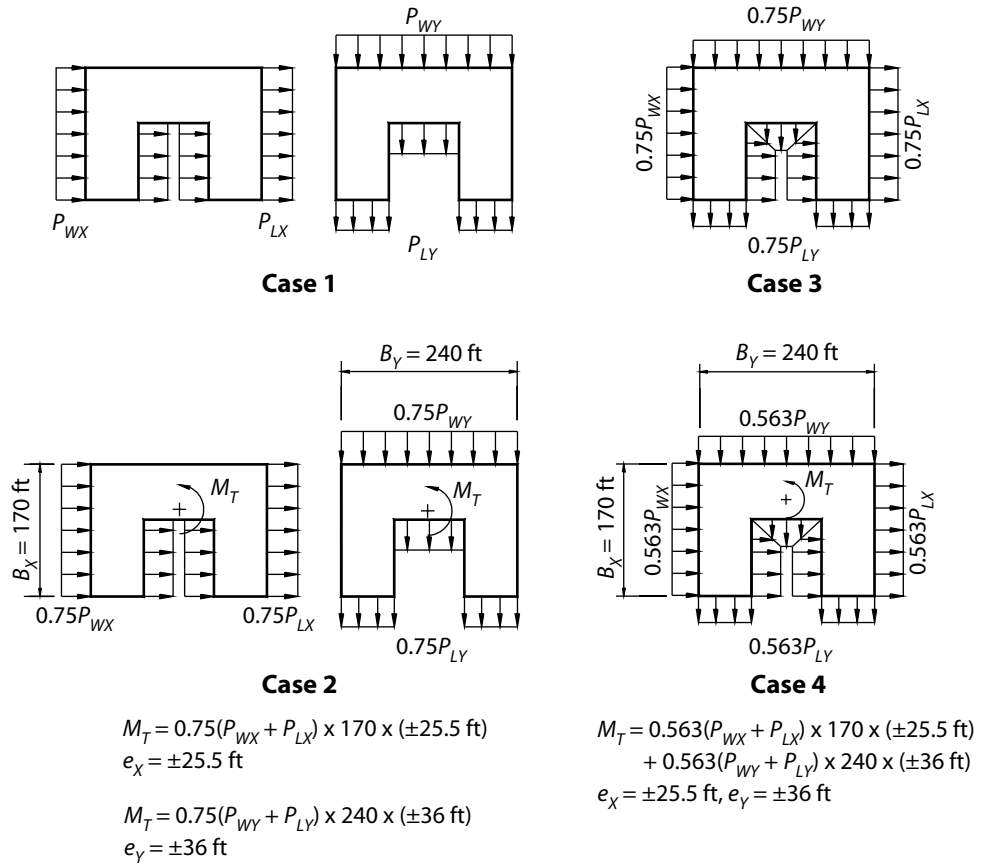 P_WY
0.75P_WY
P_WX
P_LX
P_LY
0.75P_WX
0.75P_LX
0.75P_LY
Case 1
Case 3
B_Y = 240 ft
B_Y = 240 ft
0.75P_WY
0.563P_WY
B_X = 170 ft
M_T
M_T
B_X = 170 ft
0.563P_WX
M_T
0.563P_LX
0.75P_WX
0.75P_LX
0.75P_LY
0.563P_LY
Case 2
Case 4
M_T = 0.75(P_WX + P_LX) x 170 x (±25.5 ft)
e_X = ±25.5 ft
M_T = 0.75(P_WY + P_LY) x 240 x (±36 ft)
e_Y = ±36 ft
M_T = 0.563(P_WX + P_LX) x 170 x (±25.5 ft)
+ 0.563(P_WY + P_LY) x 240 x (±36 ft)
e_X = ±25.5 ft, e_Y = ±36 ft